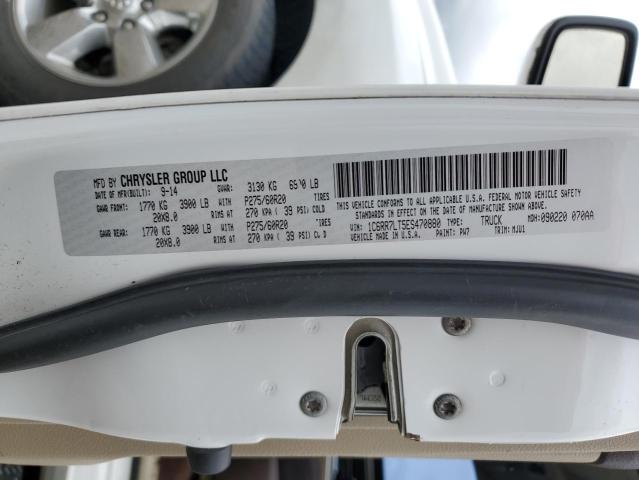 MFD BY CHRYSLER GROUP LLC
DATE OF MFR(BUILT): 9-14 GVWR: 3130 KG 6900 LB
GAWR FRONT: 1770 KG 3900 LB WITH P275/60R20 TIRES
20X8.0 RIMS AT 270 KPA ( 39 PSI) COLD
GAWR REAR: 1770 KG 3900 LB WITH P275/60R20 TIRES
20X8.0 RIMS AT 270 KPA ( 39 PSI) COLD
THIS VEHICLE CONFORMS TO ALL APPLICABLE U.S.A. FEDERAL MOTOR VEHICLE SAFETY
STANDARDS IN EFFECT ON THE DATE OF MANUFACTURE SHOWN ABOVE.
VIN: 1C6RR7LT5ES470880 TYPE: TRUCK MDH: 090220 070AA
VEHICLE MADE IN U.S.A. PAINT: PW7 TRIM: MJU1